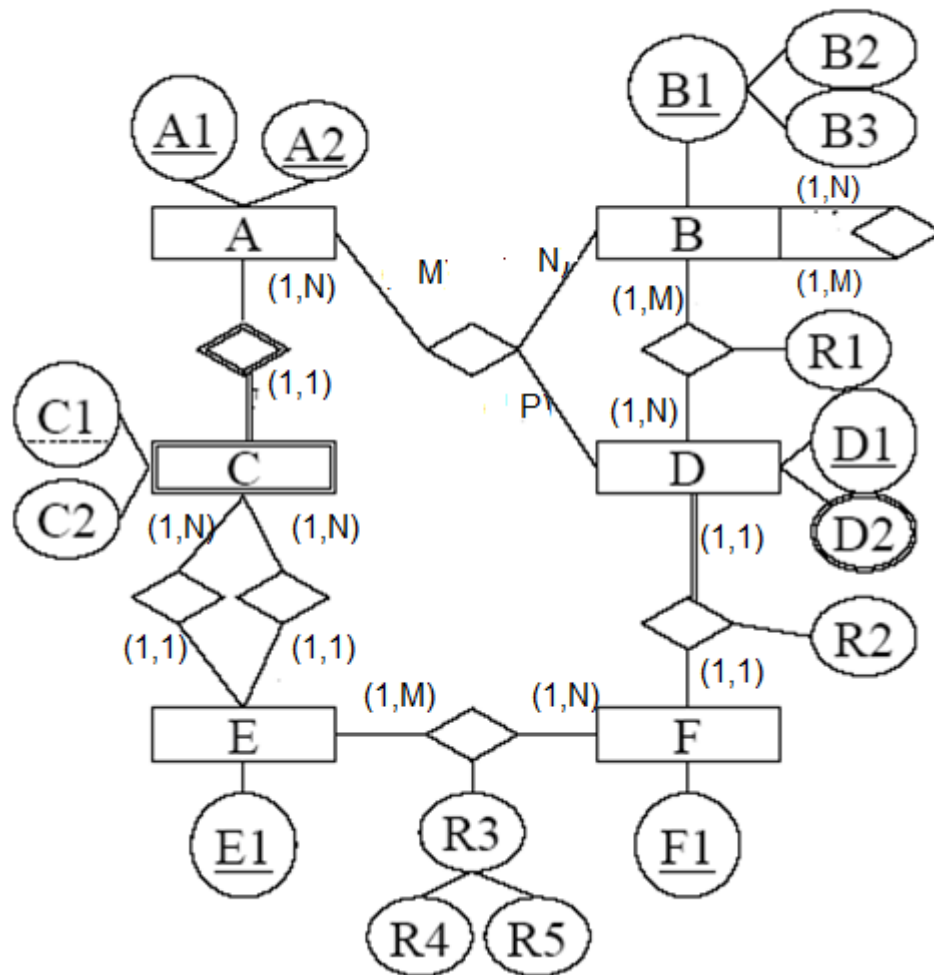 B2
B1
A1
A2
B3
(1,N)
A
B
M
N
(1,N)
(1,M)
(1,M)
R1
(1,1)
P
(1,N)
C1
D1
C
D
C2
D2
(1,N)
(1,N)
(1,1)
R2
(1,1)
(1,1)
(1,1)
(1,M)
(1,N)
E
F
E1
R3
F1
R4
R5